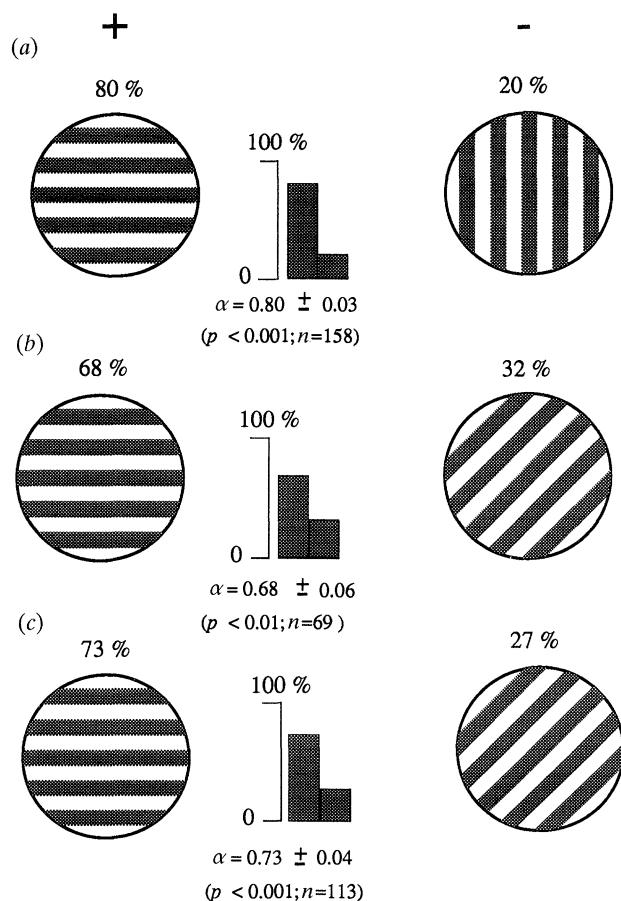 + -
(a)
80 % 20 %
100 %
0
α = 0.80 ± 0.03
(p < 0.001; n=158)
(b)
68 % 32 %
100 %
0
α = 0.68 ± 0.06
(p < 0.01; n=69 )
(c)
73 % 27 %
100 %
0
α = 0.73 ± 0.04
(p < 0.001; n=113)